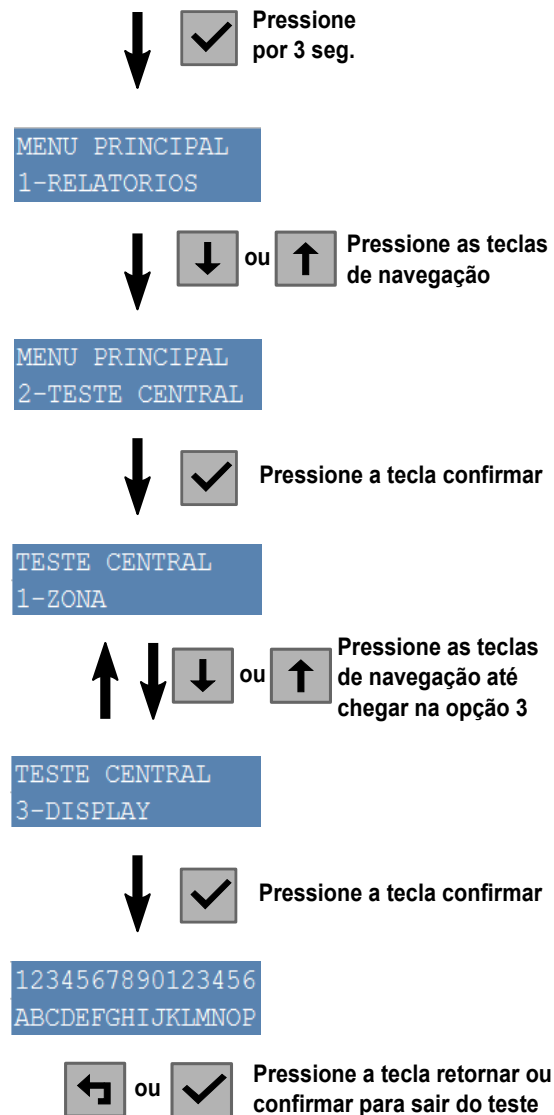 Pressione
por 3 seg.
MENU PRINCIPAL
1-RELATORIOS
ou
Pressione as teclas
de navegação
MENU PRINCIPAL
2-TESTE CENTRAL
Pressione a tecla confirmar
TESTE CENTRAL
1-ZONA
ou
Pressione as teclas
de navegação até
chegar na opção 3
TESTE CENTRAL
3-DISPLAY
Pressione a tecla confirmar
1234567890123456
ABCDEFGHIJKLMNOP
ou
Pressione a tecla retornar ou
confirmar para sair do teste